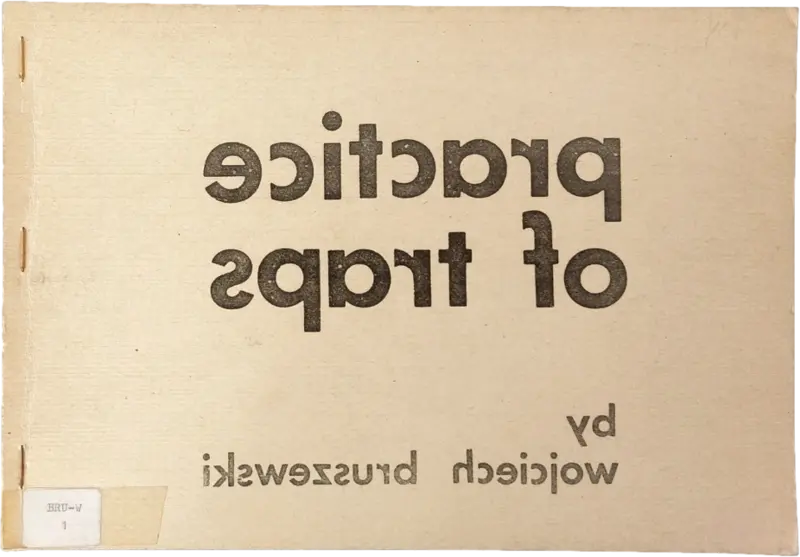 practice
of traps
by
wojciech bruszewski
BRU-W
1